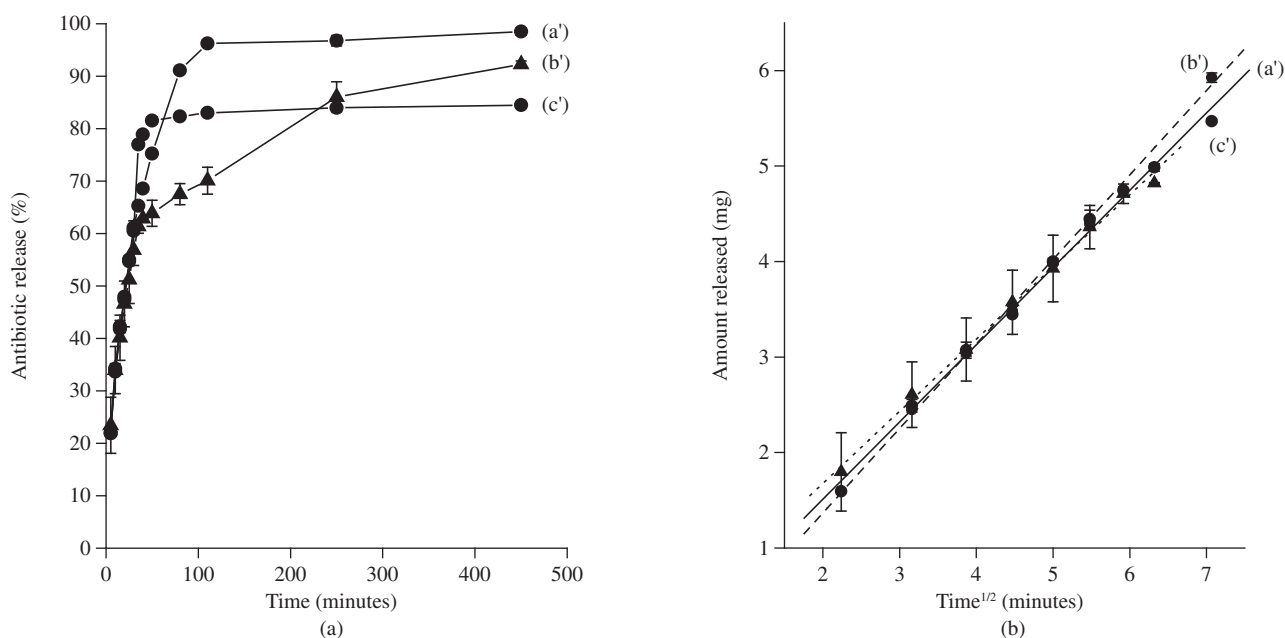 Antibiotic release (%)
100
90
80
70
60
50
40
30
20
10
0
(a')
(b')
(c')
0 100 200 300 400 500
Time (minutes)
(a)
Amount released (mg)
6
5
4
3
2
1
(b')
(a')
(c')
2 3 4 5 6 7
Time^{1/2} (minutes)
(b)